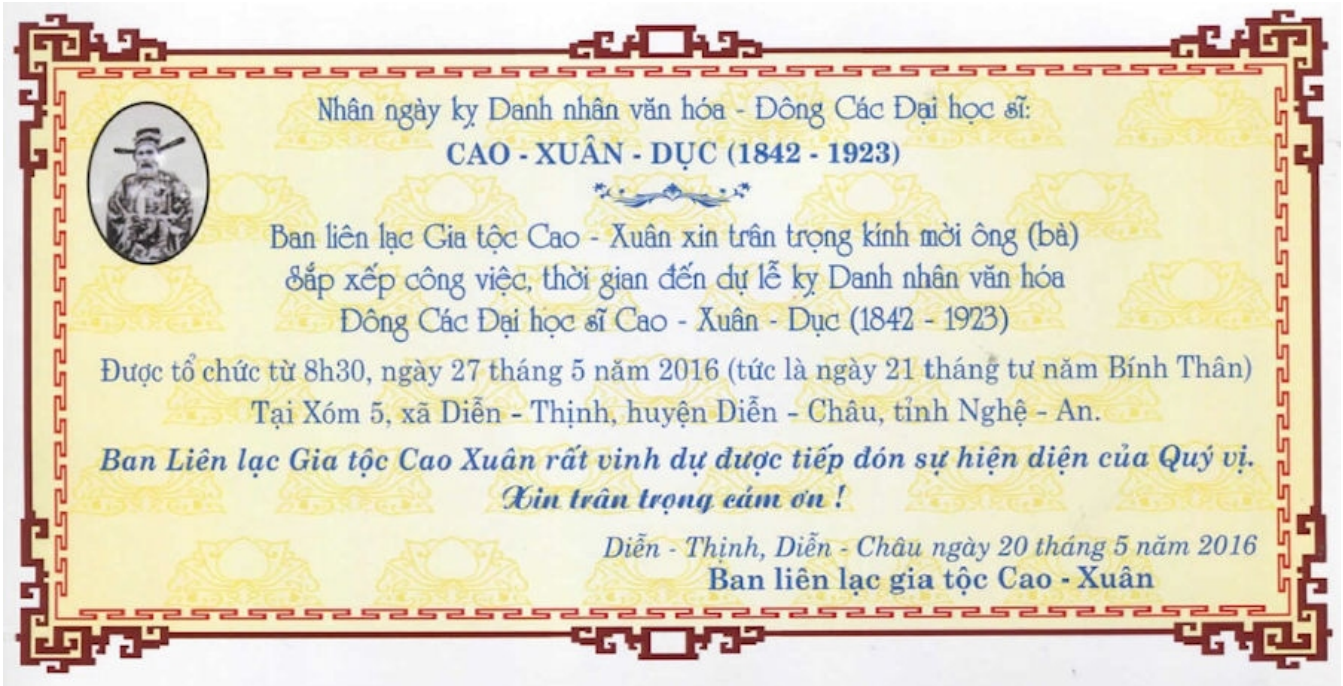 Nhân ngày kỵ Danh nhân văn hóa - Đông Các Đại học sĩ:
CAO - XUÂN - DỤC (1842 - 1923)
Ban liên lạc Gia tộc Cao - Xuân xin trân trọng kính mời ông (bà)
Sắp xếp công việc, thời gian đến dự lễ kỵ Danh nhân văn hóa
Đông Các Đại học sĩ Cao - Xuân - Dục (1842 - 1923)
Được tổ chức từ 8h30, ngày 27 tháng 5 năm 2016 (tức là ngày 21 tháng tư năm Bính Thân)
Tại Xóm 5, xã Diễn - Thịnh, huyện Diễn - Châu, tỉnh Nghệ - An.
Ban Liên lạc Gia tộc Cao Xuân rất vinh dự được tiếp đón sự hiện diện của Quý vị.
Xin trân trọng cám ơn !
Diễn - Thịnh, Diễn - Châu ngày 20 tháng 5 năm 2016
Ban liên lạc gia tộc Cao - Xuân